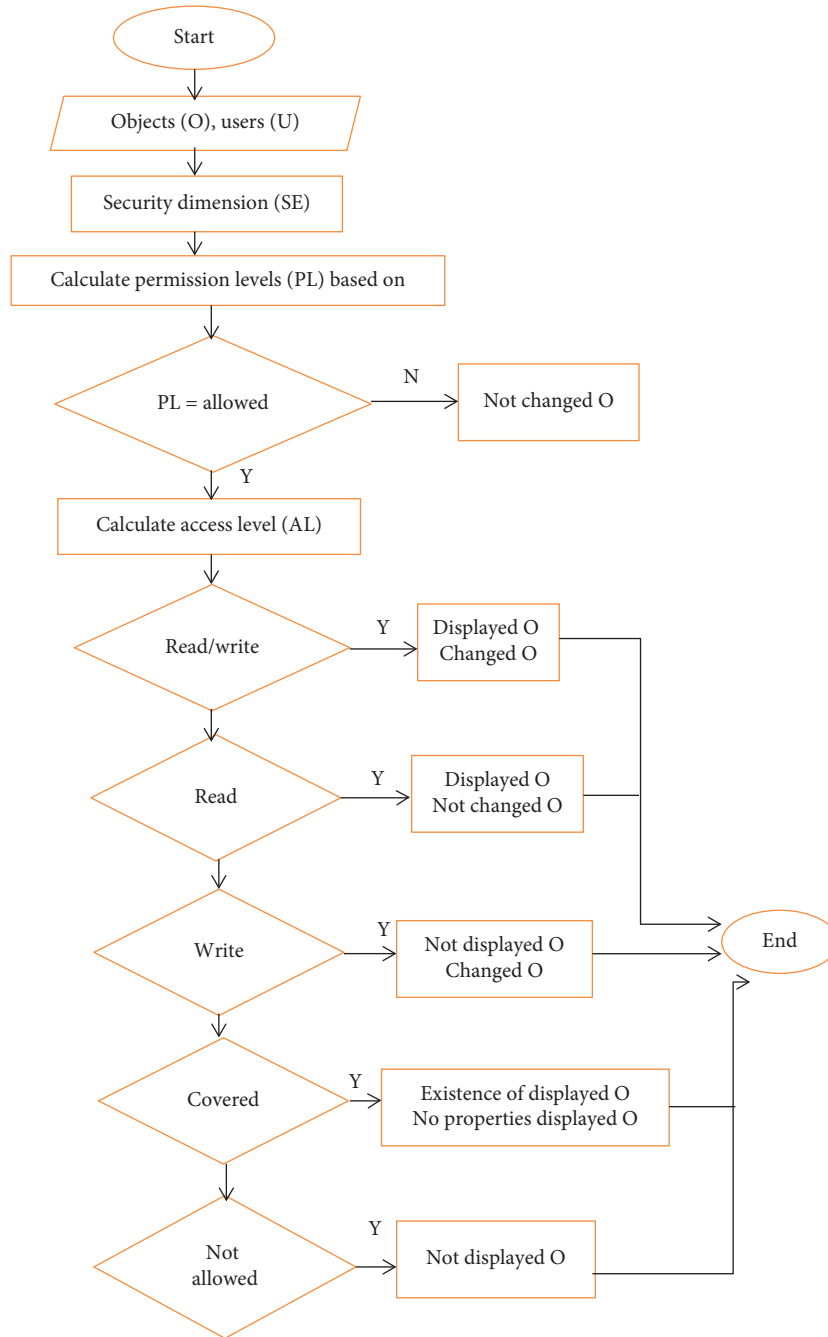 Start
Objects (O), users (U)
Security dimension (SE)
Calculate permission levels (PL) based on
PL = allowed
N
Not changed O
Y
Calculate access level (AL)
Read/write
Y
Displayed O
Changed O
Read
Y
Displayed O
Not changed O
Write
Y
Not displayed O
Changed O
End
Covered
Y
Existence of displayed O
No properties displayed O
Not
allowed
Y
Not displayed O